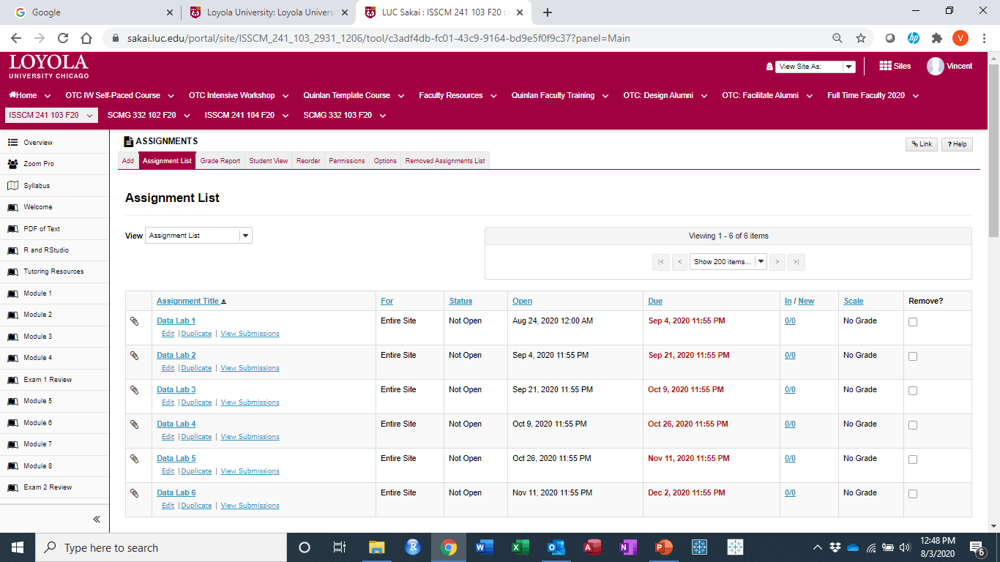 Google
Loyola University: Loyola Univers
LUC Sakai : ISSCM 241 103 F20 :
sakai.luc.edu/portal/site/ISSCM_241_103_2931_1206/tool/c3adf4db-fc01-43c9-9164-bd9e5f0f9c37?panel=Main
V
LOYOLA
UNIVERSITY CHICAGO
View Site As:
Sites
Vincent
Home
OTC IW Self-Paced Course
OTC Intensive Workshop
Quinlan Template Course
Faculty Resources
Quinlan Faculty Training
OTC: Design Alumni
OTC: Facilitate Alumni
Full Time Faculty 2020
ISSCM 241 103 F20
SCMG 332 102 F20
ISSCM 241 104 F20
SCMG 332 103 F20
Overview
Zoom Pro
Syllabus
Welcome
PDF of Text
R and RStudio
Tutoring Resources
Module 1
Module 2
Module 3
Module 4
Exam 1 Review
Module 5
Module 6
Module 7
Module 8
Exam 2 Review
«
ASSIGNMENTS
Link
? Help
Add
Assignment List
Grade Report
Student View
Reorder
Permissions
Options
Removed Assignments List
Assignment List
View Assignment List
Viewing 1 - 6 of 6 items
|< < Show 200 items... > >|
Assignment Title For Status Open Due In / New Scale Remove?
Data Lab 1 Entire Site Not Open Aug 24, 2020 12:00 AM Sep 4, 2020 11:55 PM 0/0 No Grade
Edit | Duplicate | View Submissions
Data Lab 2 Entire Site Not Open Sep 4, 2020 11:55 PM Sep 21, 2020 11:55 PM 0/0 No Grade
Edit | Duplicate | View Submissions
Data Lab 3 Entire Site Not Open Sep 21, 2020 11:55 PM Oct 9, 2020 11:55 PM 0/0 No Grade
Edit | Duplicate | View Submissions
Data Lab 4 Entire Site Not Open Oct 9, 2020 11:55 PM Oct 26, 2020 11:55 PM 0/0 No Grade
Edit | Duplicate | View Submissions
Data Lab 5 Entire Site Not Open Oct 26, 2020 11:55 PM Nov 11, 2020 11:55 PM 0/0 No Grade
Edit | Duplicate | View Submissions
Data Lab 6 Entire Site Not Open Nov 11, 2020 11:55 PM Dec 2, 2020 11:55 PM 0/0 No Grade
Edit | Duplicate | View Submissions
Type here to search
12:48 PM
8/3/2020
6